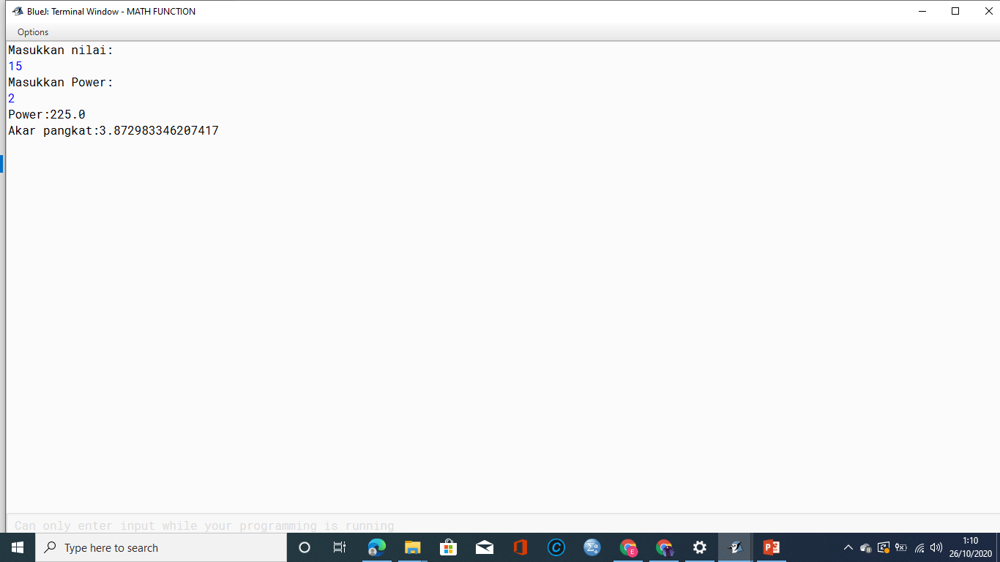 BlueJ: Terminal Window - MATH FUNCTION
Options
Masukkan nilai:
15
Masukkan Power:
2
Power:225.0
Akar pangkat:3.872983346207417
Can only enter input while your programming is running
Type here to search
1:10
26/10/2020